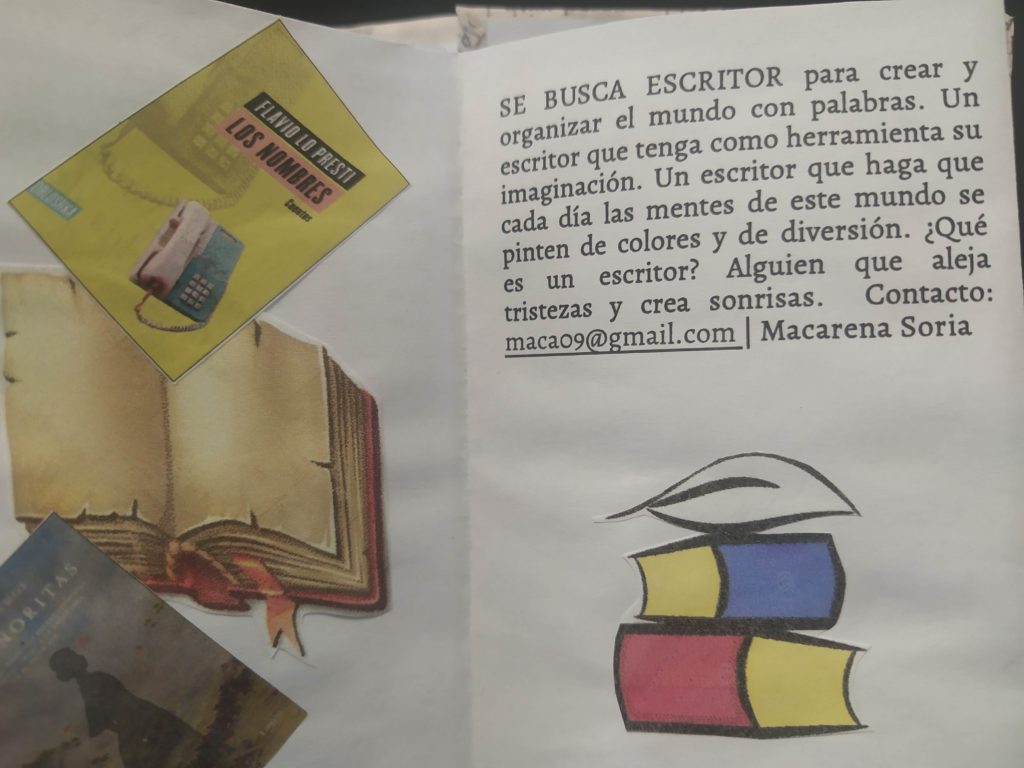 FLAVIO LO PRESTI
LOS NOMBRES
Cuentos
SE BUSCA ESCRITOR para crear y
organizar el mundo con palabras. Un
escritor que tenga como herramienta su
imaginación. Un escritor que haga que
cada día las mentes de este mundo se
pinten de colores y de diversión. ¿Qué
es un escritor? Alguien que aleja
tristezas y crea sonrisas. Contacto:
maca09@gmail.com | Macarena Soria